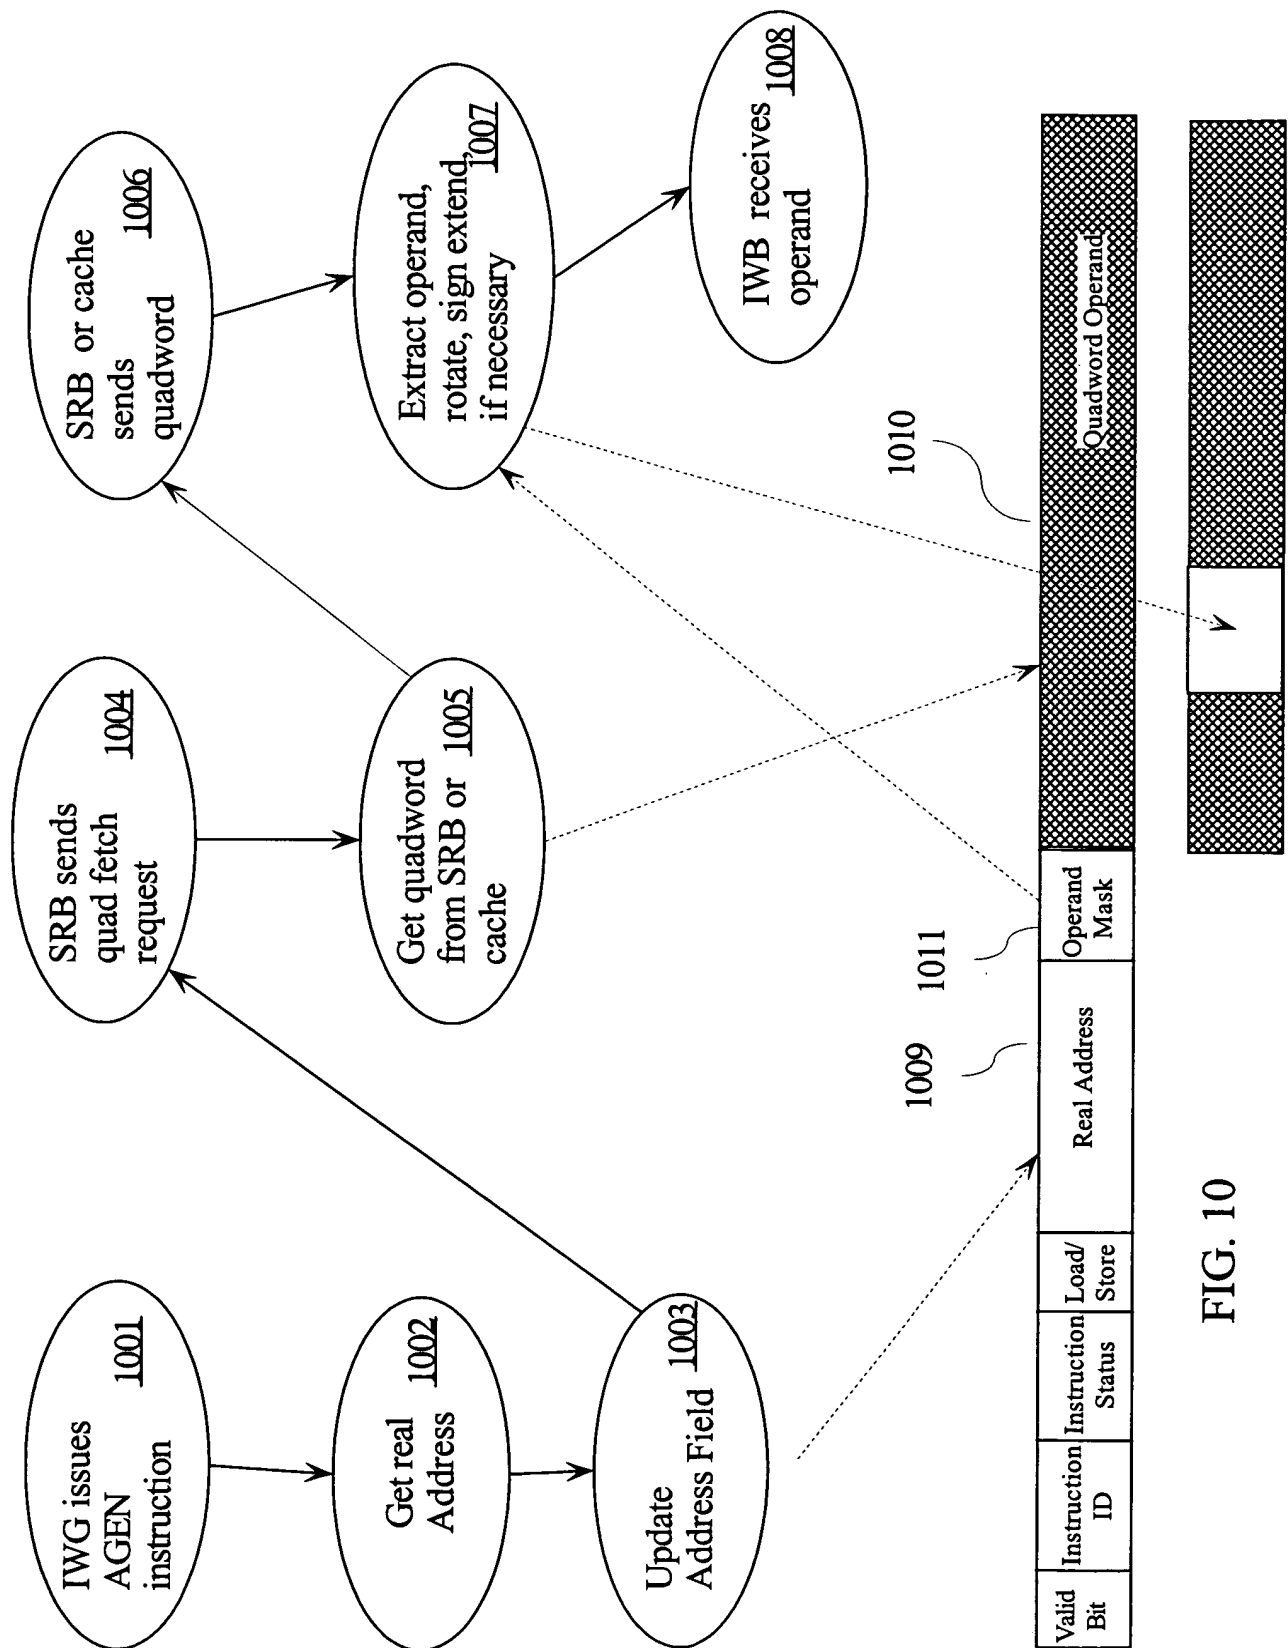 IWG issues
AGEN
instruction
1001
Get real
Address
1002
Update
Address Field
1003
SRB sends
quad fetch
request
1004
Get quadword
from SRB or
cache
1005
SRB or cache
sends
quadword
1006
Extract operand,
rotate, sign extend,
if necessary
1007
IWB receives
operand
1008
1009
1011
1010
Valid
Bit
Instruction
ID
Instruction
Status
Load/
Store
Real Address
Operand
Mask
Quadword Operand
FIG. 10